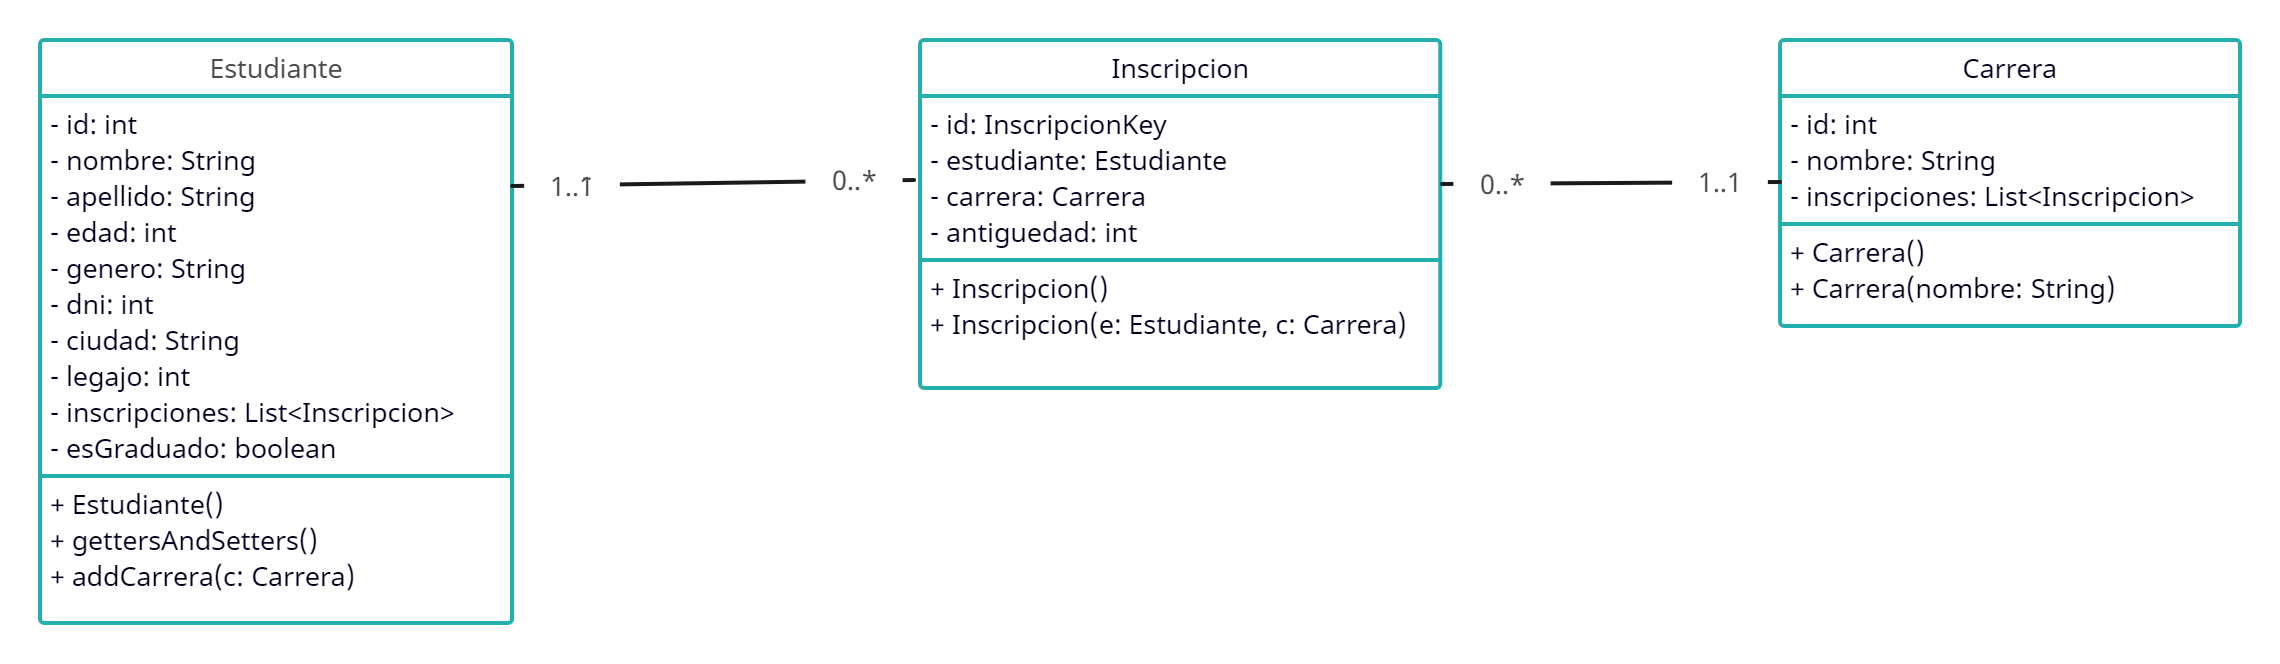 Estudiante
- id: int
- nombre: String
- apellido: String
- edad: int
- genero: String
- dni: int
- ciudad: String
- legajo: int
- inscripciones: List<Inscripcion>
- esGraduado: boolean
+ Estudiante()
+ gettersAndSetters()
+ addCarrera(c: Carrera)
1..1
0..*
Inscripcion
- id: InscripcionKey
- estudiante: Estudiante
- carrera: Carrera
- antiguedad: int
+ Inscripcion()
+ Inscripcion(e: Estudiante, c: Carrera)
0..*
1..1
Carrera
- id: int
- nombre: String
- inscripciones: List<Inscripcion>
+ Carrera()
+ Carrera(nombre: String)